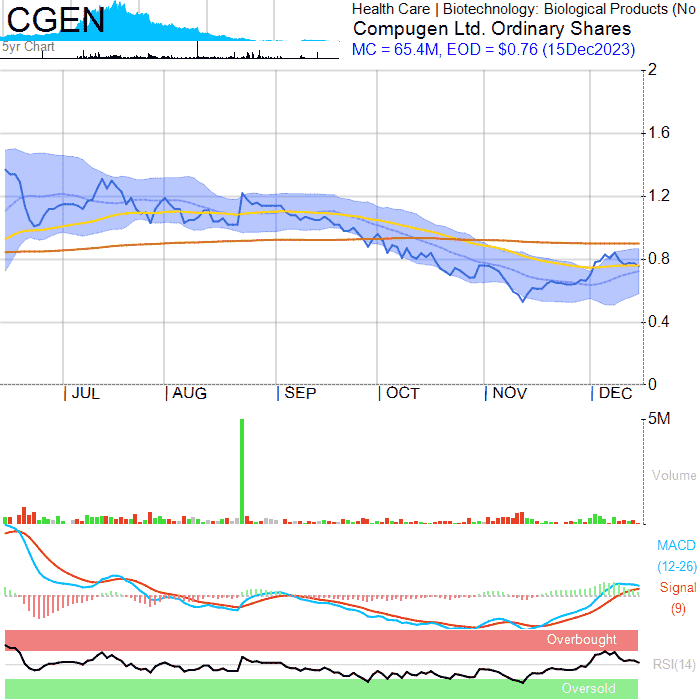 CGEN
5yr Chart
Health Care | Biotechnology: Biological Products (No
Compugen Ltd. Ordinary Shares
MC = 65.4M, EOD = $0.76 (15Dec2023)
2
1.6
1.2
0.8
0.4
0
JUL
AUG
SEP
OCT
NOV
DEC
5M
Volume
MACD
(12-26)
Signal
(9)
Overbought
RSI(14)
Oversold